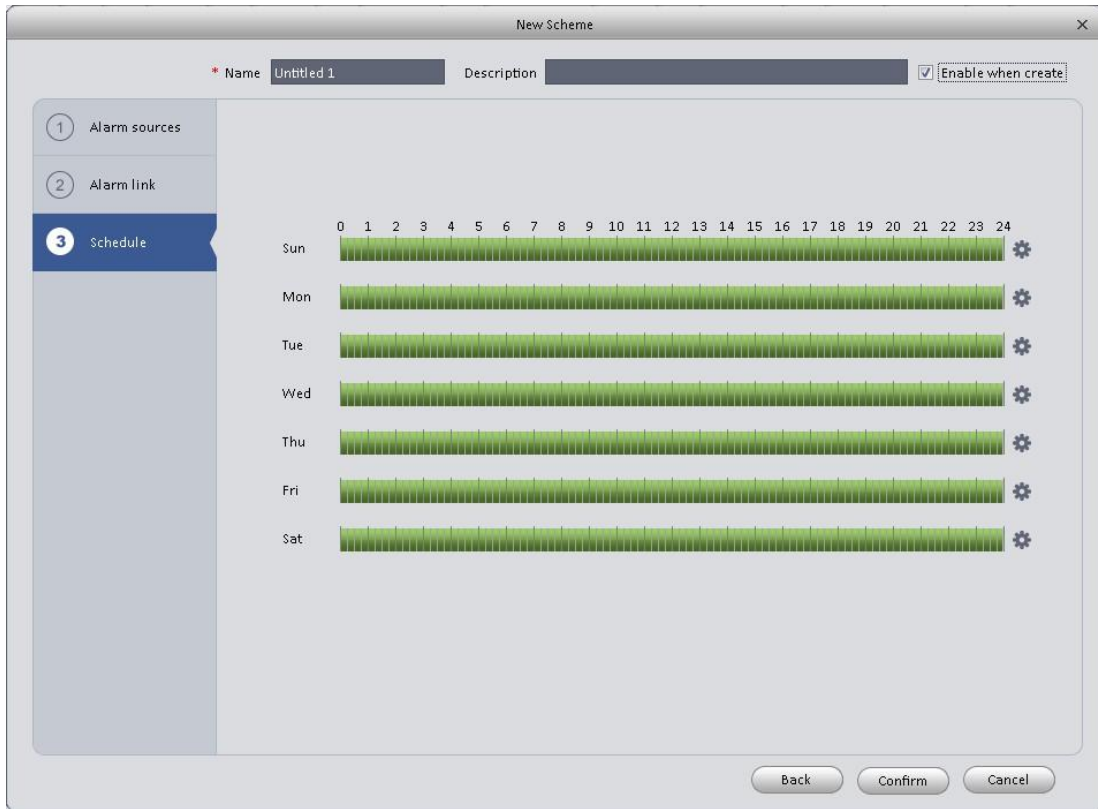 New Scheme
* Name Untitled 1 Description Enable when create
1 Alarm sources
2 Alarm link
3 Schedule
0 1 2 3 4 5 6 7 8 9 10 11 12 13 14 15 16 17 18 19 20 21 22 23 24
Sun
Mon
Tue
Wed
Thu
Fri
Sat
Back Confirm Cancel